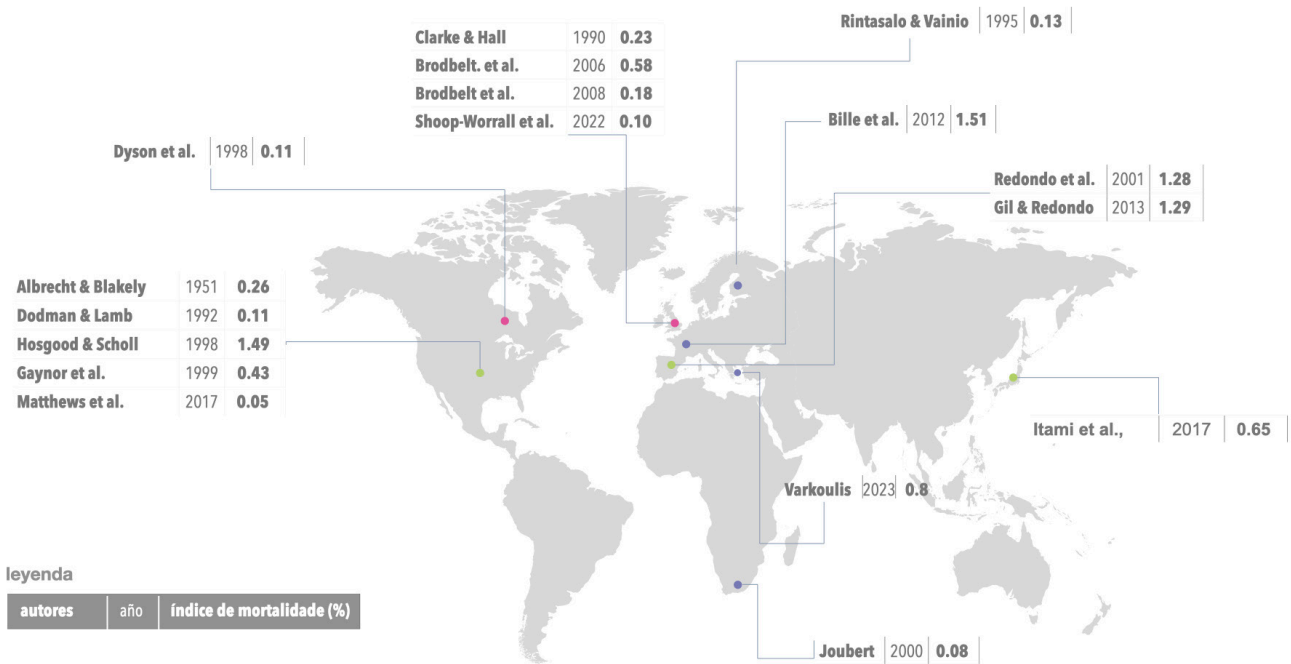 Rintasalo & Vainio 1995 0.13
Clarke & Hall 1990 0.23
Brodbelt. et al. 2006 0.58
Brodbelt et al. 2008 0.18
Shoop-Worrall et al. 2022 0.10
Bille et al. 2012 1.51
Dyson et al. 1998 0.11
Redondo et al. 2001 1.28
Gil & Redondo 2013 1.29
Albrecht & Blakely 1951 0.26
Dodman & Lamb 1992 0.11
Hosgood & Scholl 1998 1.49
Gaynor et al. 1999 0.43
Matthews et al. 2017 0.05
Itami et al., 2017 0.65
Varkoulis 2023 0.8
leyenda
autores año índice de mortalidade (%)
Joubert 2000 0.08